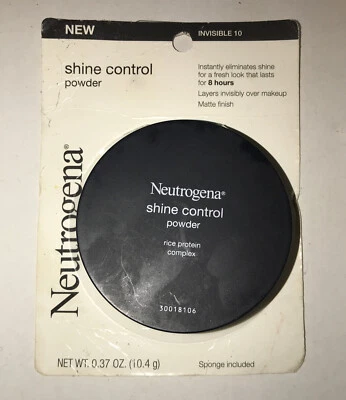 NEW
INVISIBLE 10
shine control
powder
Instantly eliminates shine
for a fresh look that lasts
for 8 hours
Layers invisibly over makeup
Matte finish
Neutrogena®
Neutrogena®
shine control
powder
rice protein
complex
30018106
NET WT. 0.37 OZ. (10.4 g)
Sponge included